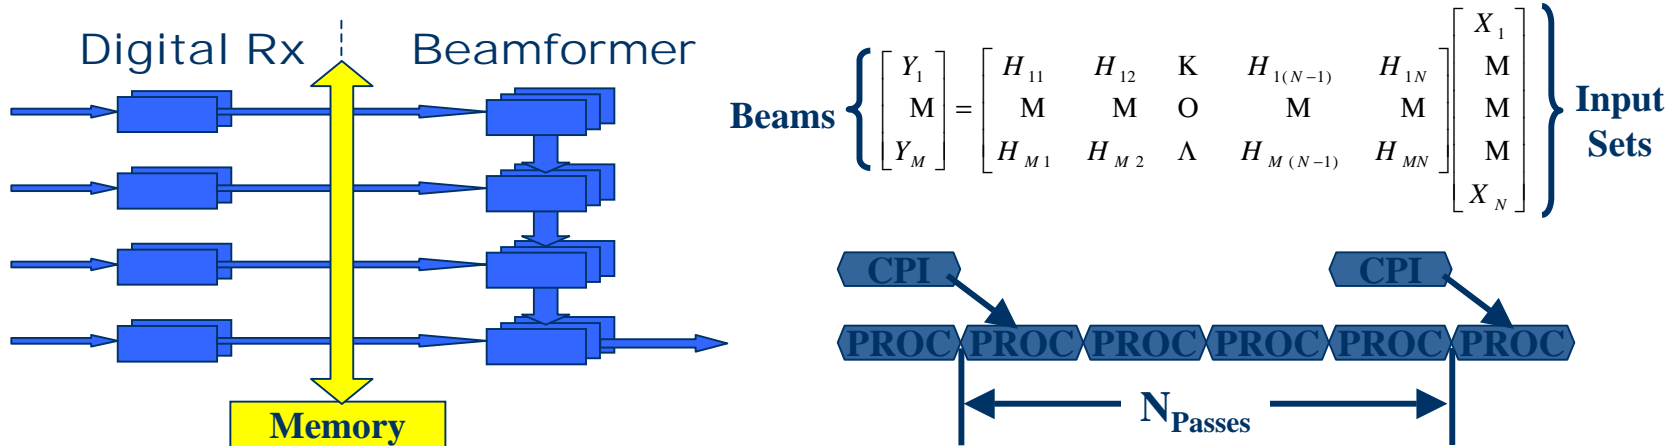 Digital Rx
Beamformer
Memory
Beams
Y1
M
YM
=
H11 H12 K H1(N−1) H1N
M M O M M
HM1 HM2 Λ HM(N−1) HMN
X1
M
M
M
XN
Input
Sets
CPI CPI
PROC PROC PROC PROC PROC PROC
NPasses